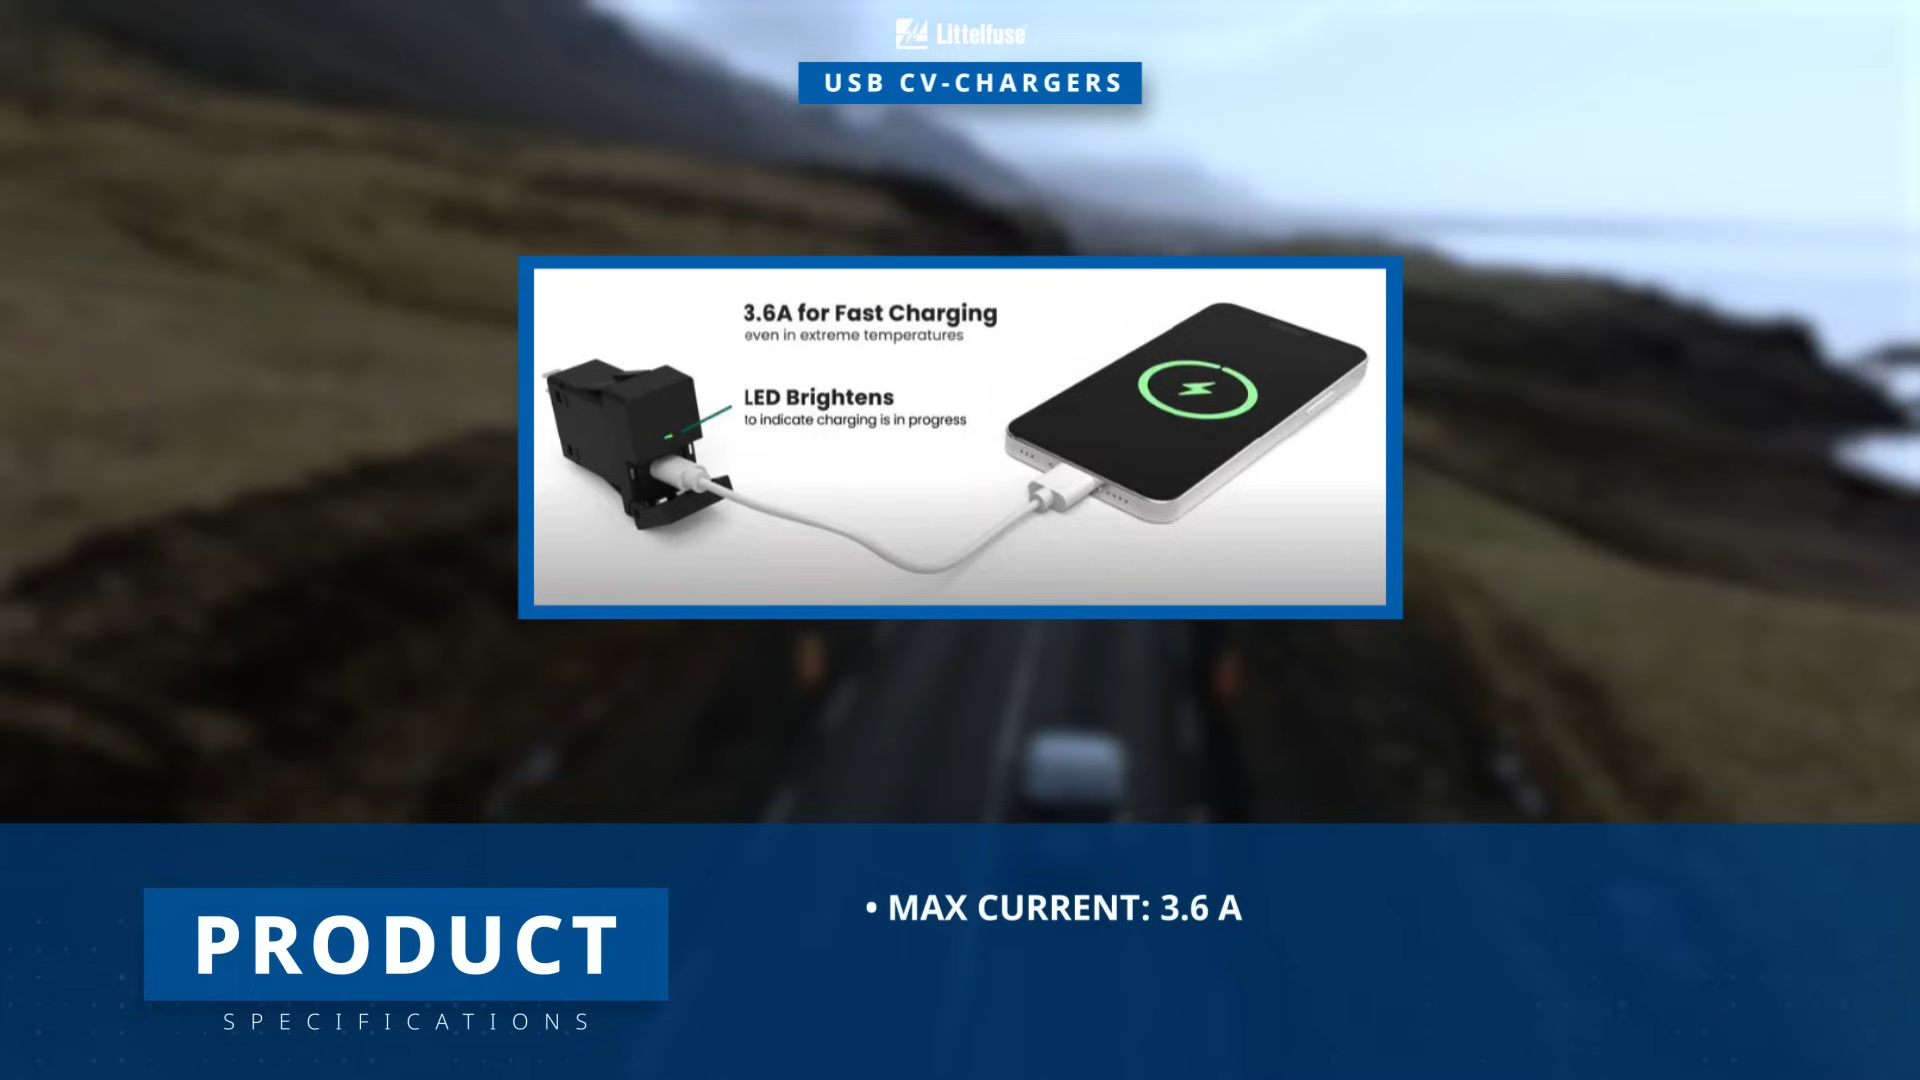 Littelfuse
USB CV-CHARGERS
3.6A for Fast Charging
even in extreme temperatures
LED Brightens
to indicate charging is in progress
PRODUCT
SPECIFICATIONS
• MAX CURRENT: 3.6 A